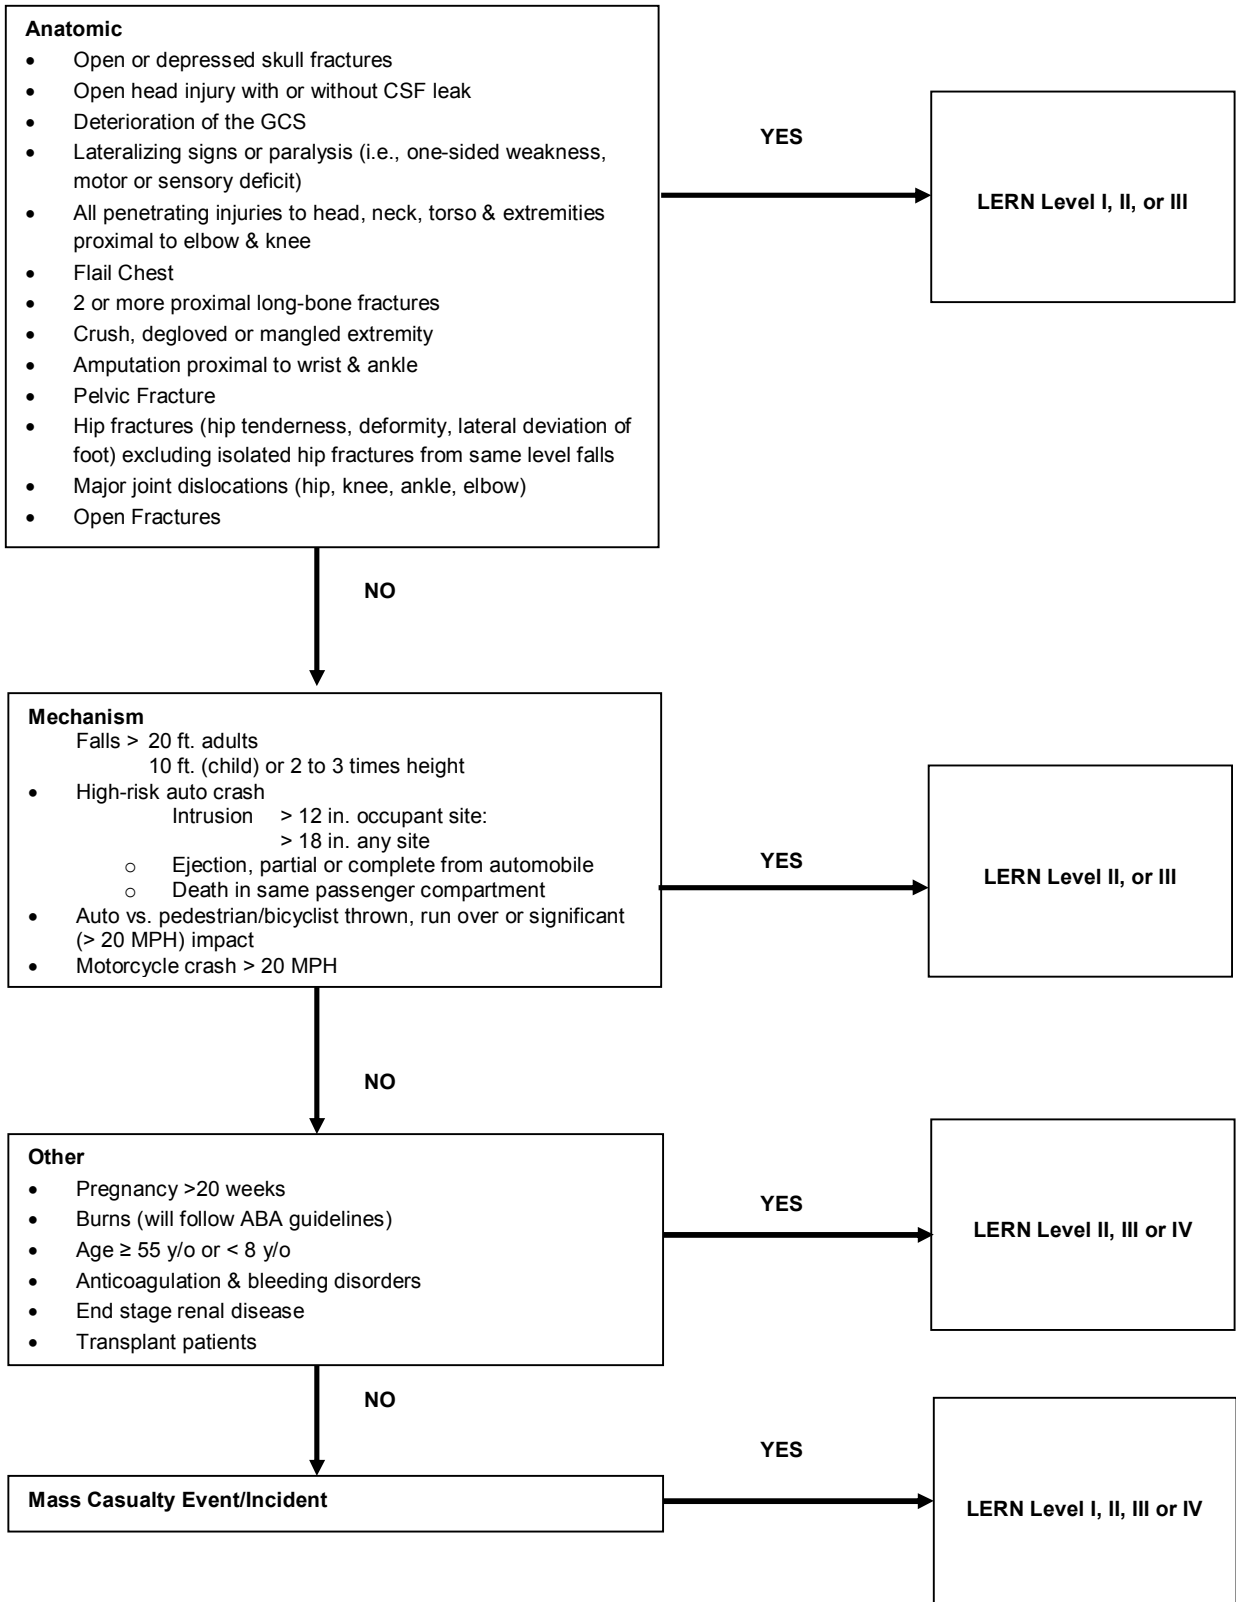 Anatomic
• Open or depressed skull fractures
• Open head injury with or without CSF leak
• Deterioration of the GCS
• Lateralizing signs or paralysis (i.e., one-sided weakness,
motor or sensory deficit)
• All penetrating injuries to head, neck, torso & extremities
proximal to elbow & knee
• Flail Chest
• 2 or more proximal long-bone fractures
• Crush, degloved or mangled extremity
• Amputation proximal to wrist & ankle
• Pelvic Fracture
• Hip fractures (hip tenderness, deformity, lateral deviation of
foot) excluding isolated hip fractures from same level falls
• Major joint dislocations (hip, knee, ankle, elbow)
• Open Fractures
YES
LERN Level I, II, or III
NO
Mechanism
Falls > 20 ft. adults
10 ft. (child) or 2 to 3 times height
• High-risk auto crash
Intrusion > 12 in. occupant site:
> 18 in. any site
o Ejection, partial or complete from automobile
o Death in same passenger compartment
• Auto vs. pedestrian/bicyclist thrown, run over or significant
(> 20 MPH) impact
• Motorcycle crash > 20 MPH
YES
LERN Level II, or III
NO
Other
• Pregnancy >20 weeks
• Burns (will follow ABA guidelines)
• Age ≥ 55 y/o or < 8 y/o
• Anticoagulation & bleeding disorders
• End stage renal disease
• Transplant patients
YES
LERN Level II, III or IV
NO
Mass Casualty Event/Incident
YES
LERN Level I, II, III or IV